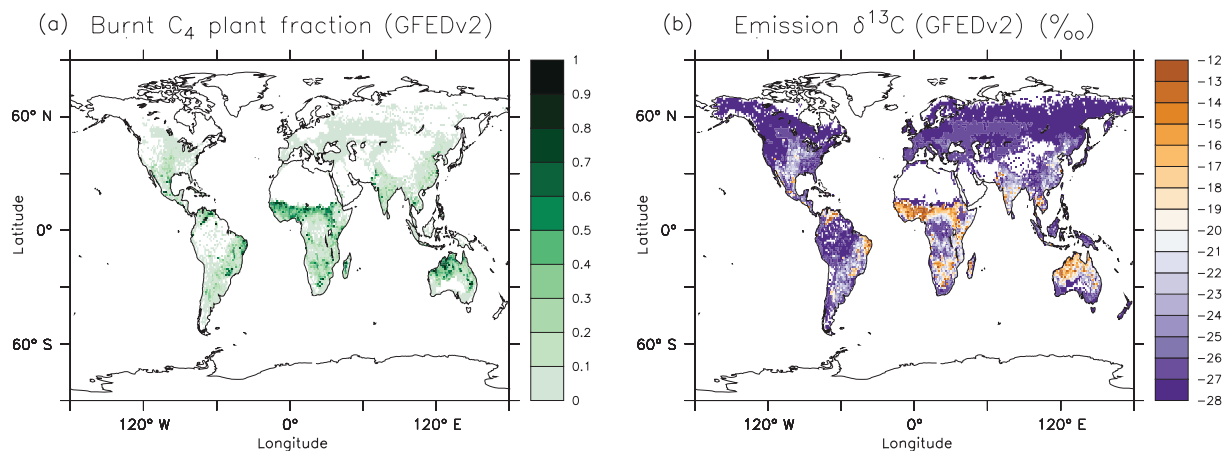 (a) Burnt C₄ plant fraction (GFEDv2)
1
0.9
0.8
0.7
0.6
0.5
0.4
0.3
0.2
0.1
0
60° N
0°
60° S
Latitude
120° W
0°
120° E
Longitude
(b) Emission δ¹³C (GFEDv2) (‰)
-12
-13
-14
-15
-16
-17
-18
-19
-20
-21
-22
-23
-24
-25
-26
-27
-28
60° N
0°
60° S
Latitude
120° W
0°
120° E
Longitude